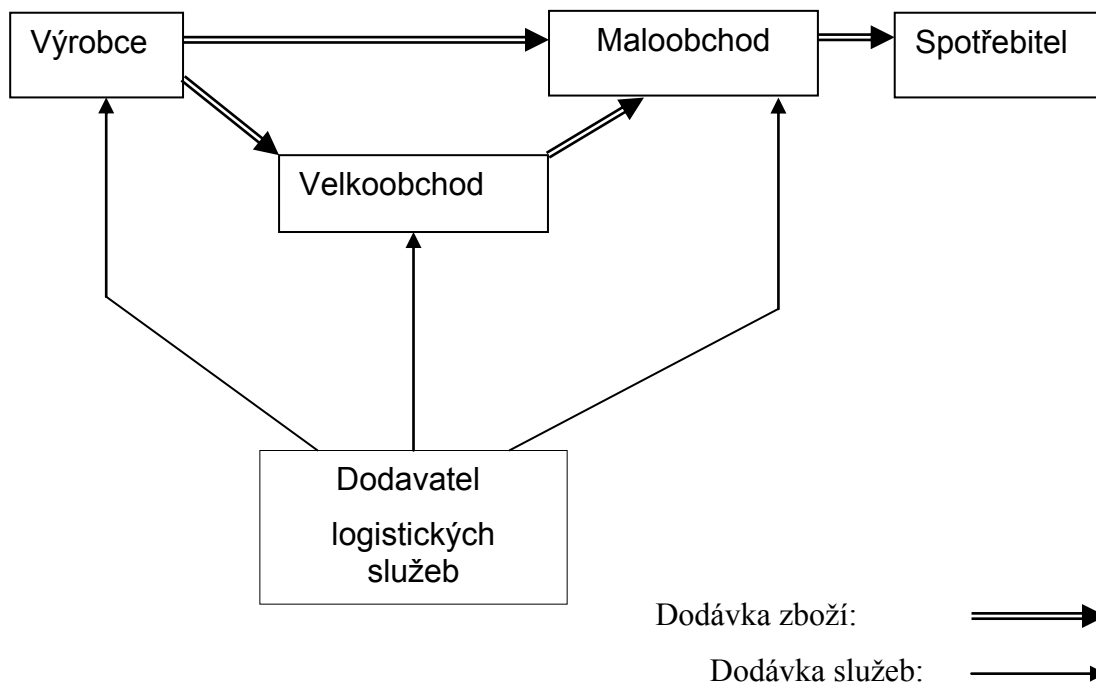 Výrobce
Maloobchod
Spotřebitel
Velkoobchod
Dodavatel
logistických
služeb
Dodávka zboží:
Dodávka služeb: